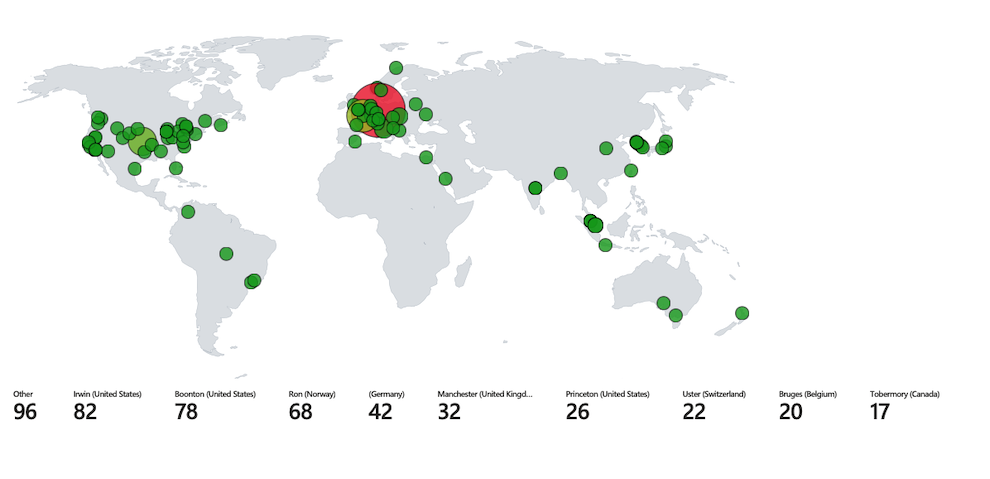 Other Irwin (United States) Boonton (United States) Ron (Norway) (Germany) Manchester (United Kingd... Princeton (United States) Uster (Switzerland) Bruges (Belgium) Tobermory (Canada)
96 82 78 68 42 32 26 22 20 17